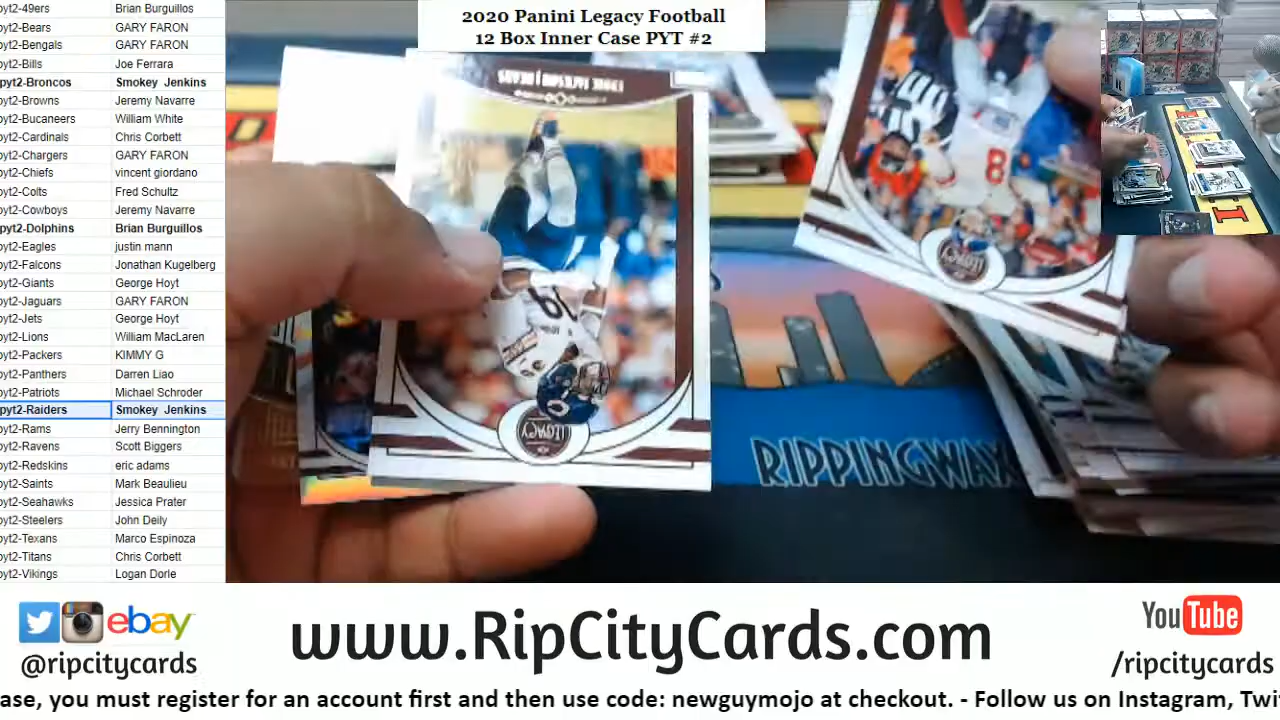 pyt2-49ers Brian Burguillos
pyt2-Bears GARY FARON
pyt2-Bengals GARY FARON
pyt2-Bills Joe Ferrara
pyt2-Broncos Smokey Jenkins
pyt2-Browns Jeremy Navarre
pyt2-Bucaneers William White
pyt2-Cardinals Chris Corbett
pyt2-Chargers GARY FARON
pyt2-Chiefs vincent giordano
pyt2-Colts Fred Schultz
pyt2-Cowboys Jeremy Navarre
pyt2-Dolphins Brian Burguillos
pyt2-Eagles justin mann
pyt2-Falcons Jonathan Kugelberg
pyt2-Giants George Hoyt
pyt2-Jaguars GARY FARON
pyt2-Jets George Hoyt
pyt2-Lions William MacLaren
pyt2-Packers KIMMY G
pyt2-Panthers Darren Liao
pyt2-Patriots Michael Schroder
pyt2-Raiders Smokey Jenkins
pyt2-Rams Jerry Bennington
pyt2-Ravens Scott Biggers
pyt2-Redskins eric adams
pyt2-Saints Mark Beaulieu
pyt2-Seahawks Jessica Prater
pyt2-Steelers John Deily
pyt2-Texans Marco Espinoza
pyt2-Titans Chris Corbett
pyt2-Vikings Logan Dorle
2020 Panini Legacy Football
12 Box Inner Case PYT #2
LEGACY
8
LEGACY
RIPPINGWAX
ebay
@ripcitycards
www.RipCityCards.com
YouTube
/ripcitycards
ase, you must register for an account first and then use code: newguymojo at checkout. - Follow us on Instagram, Twi